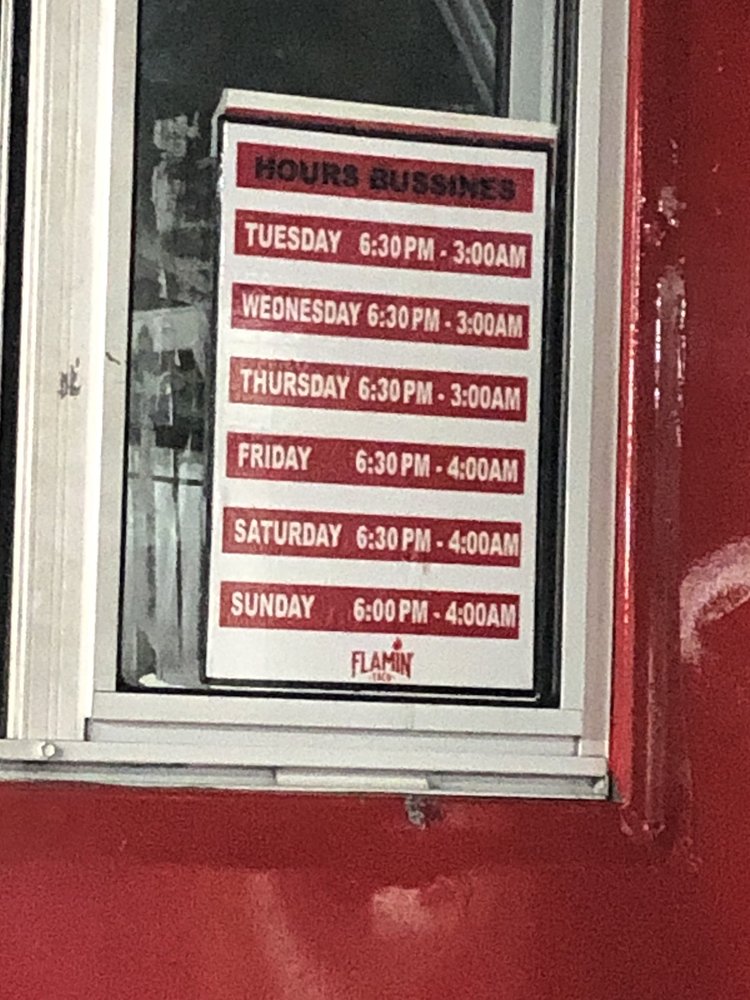 HOURS BUSSINES
TUESDAY 6:30PM - 3:00AM
WEDNESDAY 6:30PM - 3:00AM
THURSDAY 6:30PM - 3:00AM
FRIDAY 6:30PM - 4:00AM
SATURDAY 6:30PM - 4:00AM
SUNDAY 6:00PM - 4:00AM
FLAMIN'
TACO